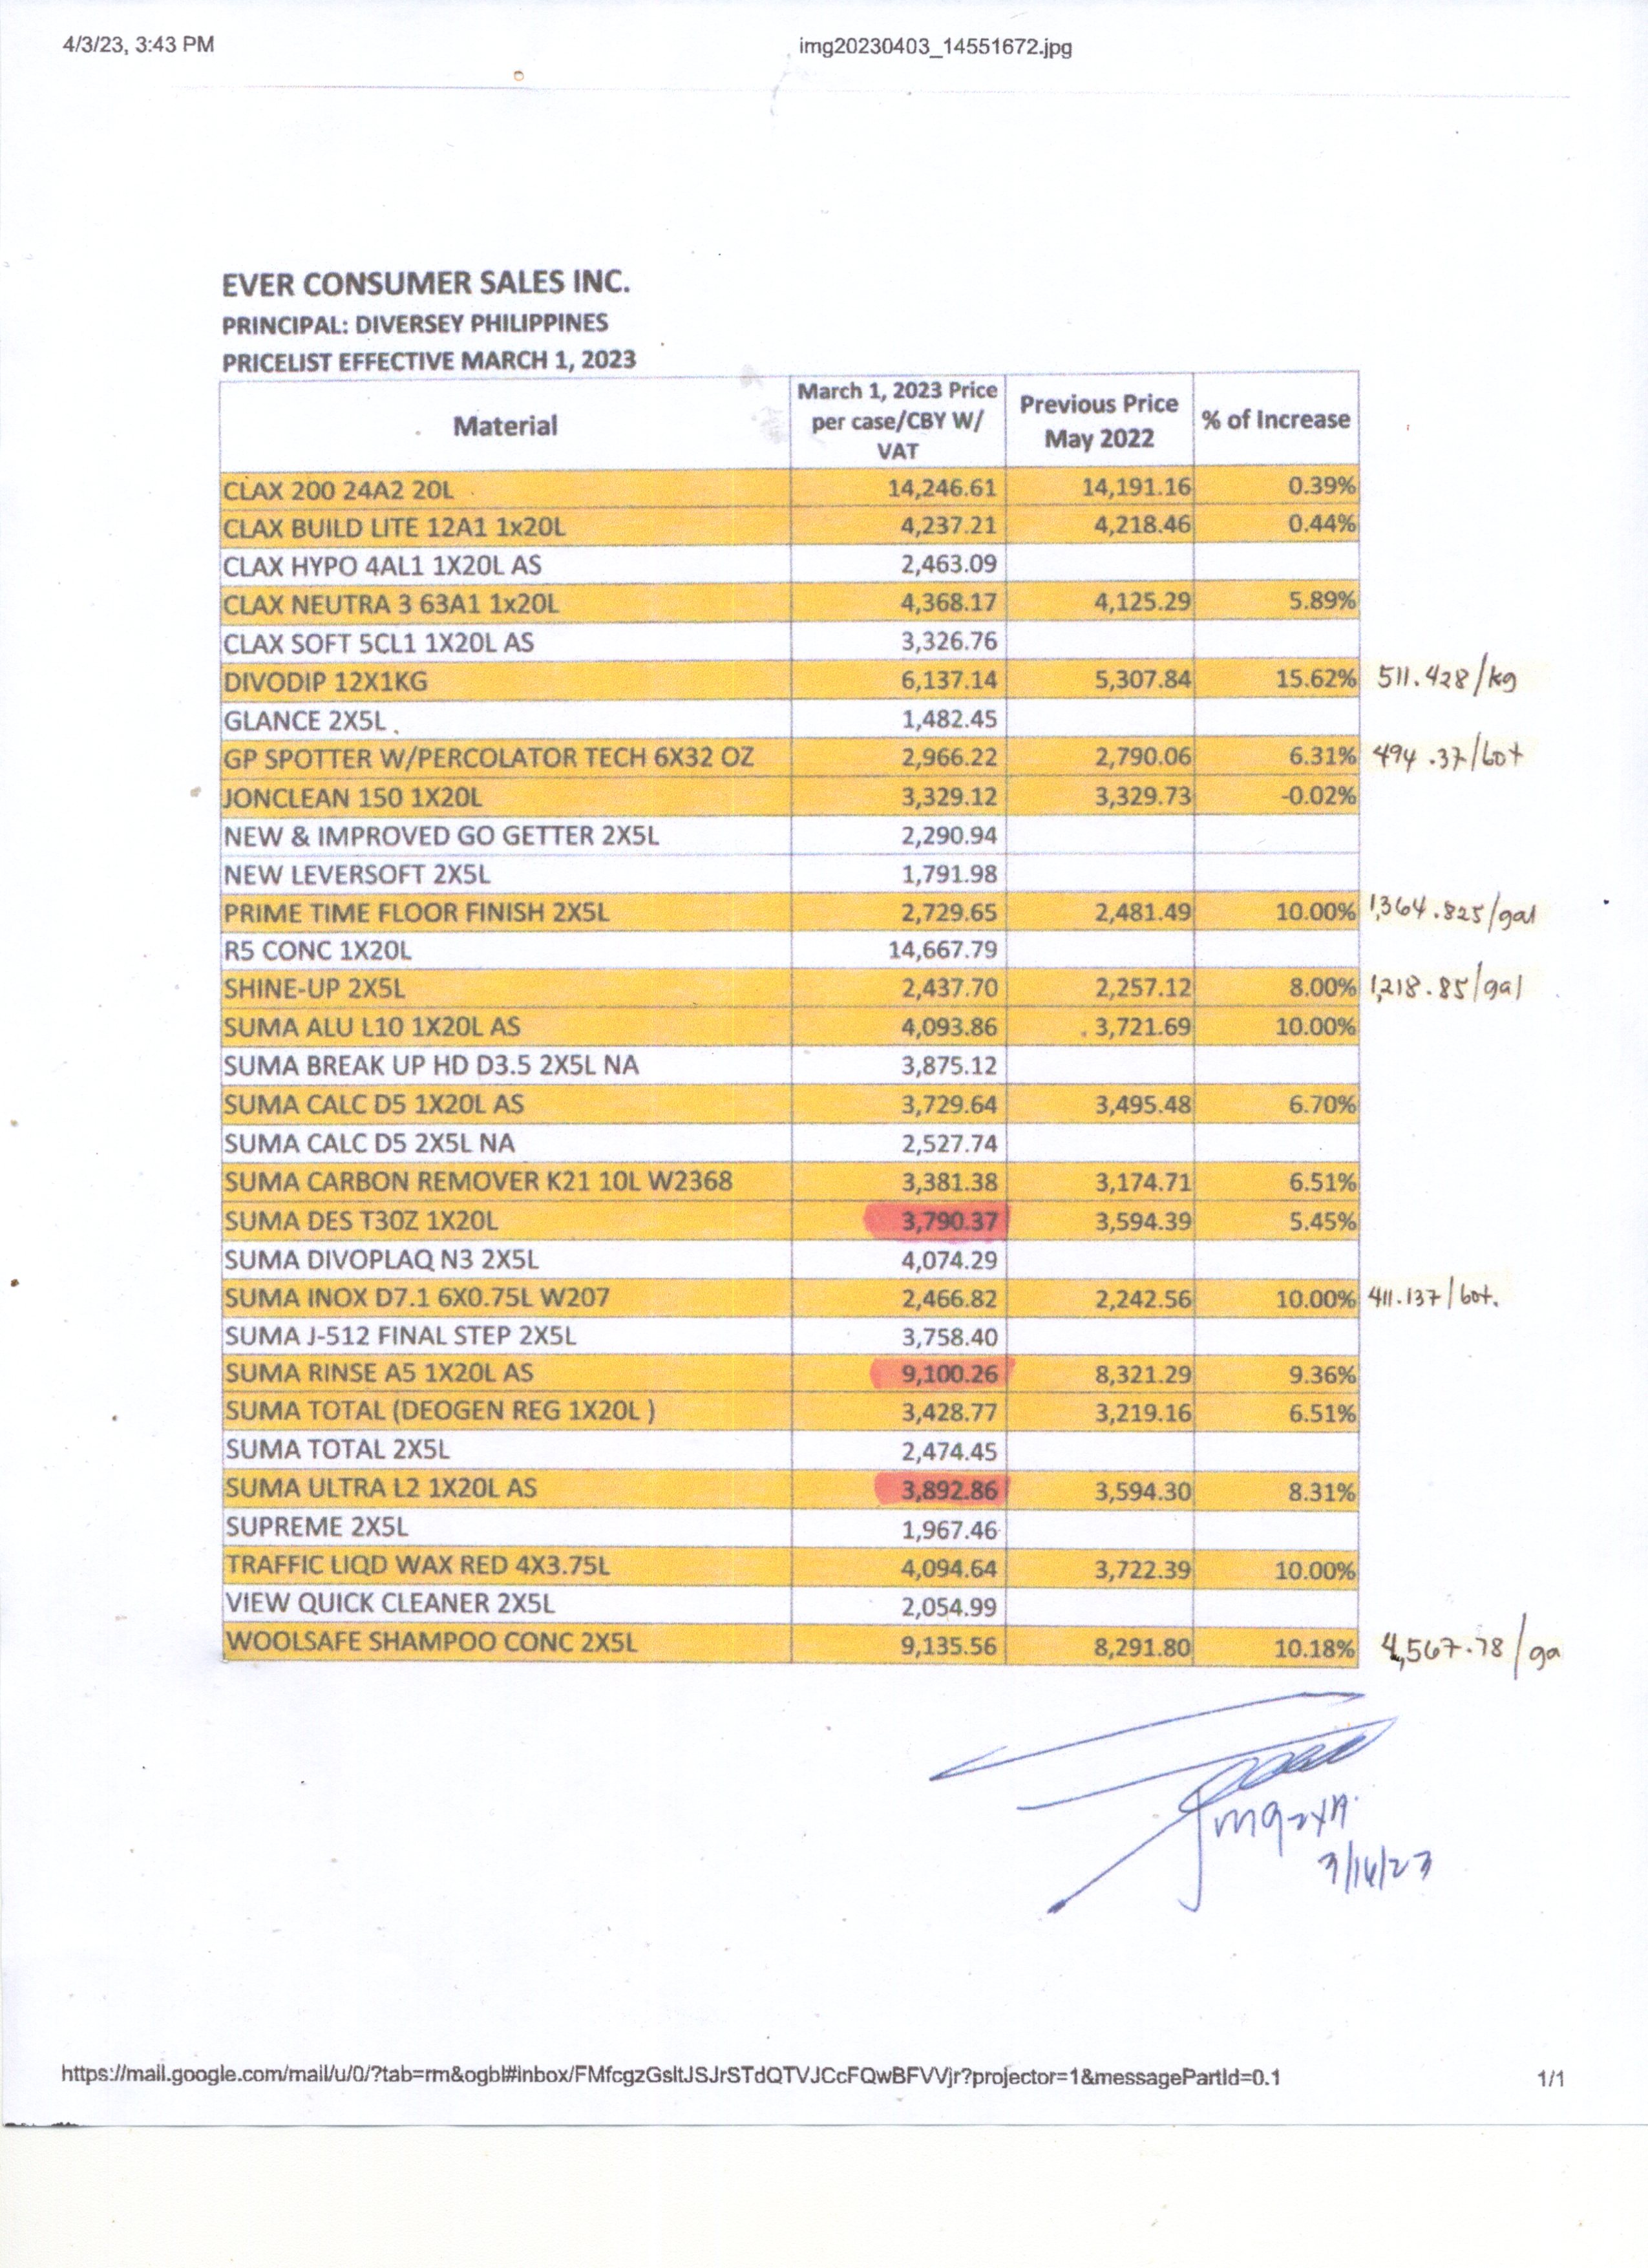 4/3/23, 3:43 PM img20230403_14551672.jpg
EVER CONSUMER SALES INC.
PRINCIPAL: DIVERSEY PHILIPPINES
PRICELIST EFFECTIVE MARCH 1, 2023
Material March 1, 2023 Price per case/CBY W/ VAT Previous Price May 2022 % of Increase
CLAX 200 24A2 20L 14,246.61 14,191.16 0.39%
CLAX BUILD LITE 12A1 1x20L 4,237.21 4,218.46 0.44%
CLAX HYPO 4AL1 1X20L AS 2,463.09
CLAX NEUTRA 3 63A1 1x20L 4,368.17 4,125.29 5.89%
CLAX SOFT 5CL1 1X20L AS 3,326.76
DIVODIP 12X1KG 6,137.14 5,307.84 15.62% 511.428/kg
GLANCE 2X5L 1,482.45
GP SPOTTER W/PERCOLATOR TECH 6X32 OZ 2,966.22 2,790.06 6.31% 494.37/bot
JONCLEAN 150 1X20L 3,329.12 3,329.73 -0.02%
NEW & IMPROVED GO GETTER 2X5L 2,290.94
NEW LEVERSOFT 2X5L 1,791.98
PRIME TIME FLOOR FINISH 2X5L 2,729.65 2,481.49 10.00% 1,364.825/gal
R5 CONC 1X20L 14,667.79
SHINE-UP 2X5L 2,437.70 2,257.12 8.00% 1,218.85/gal
SUMA ALU L10 1X20L AS 4,093.86 3,721.69 10.00%
SUMA BREAK UP HD D3.5 2X5L NA 3,875.12
SUMA CALC D5 1X20L AS 3,729.64 3,495.48 6.70%
SUMA CALC D5 2X5L NA 2,527.74
SUMA CARBON REMOVER K21 10L W2368 3,381.38 3,174.71 6.51%
SUMA DES T30Z 1X20L 3,790.37 3,594.39 5.45%
SUMA DIVOPLAQ N3 2X5L 4,074.29
SUMA INOX D7.1 6X0.75L W207 2,466.82 2,242.56 10.00% 411.137/bot.
SUMA J-512 FINAL STEP 2X5L 3,758.40
SUMA RINSE A5 1X20L AS 9,100.26 8,321.29 9.36%
SUMA TOTAL (DEOGEN REG 1X20L ) 3,428.77 3,219.16 6.51%
SUMA TOTAL 2X5L 2,474.45
SUMA ULTRA L2 1X20L AS 3,892.86 3,594.30 8.31%
SUPREME 2X5L 1,967.46
TRAFFIC LIQD WAX RED 4X3.75L 4,094.64 3,722.39 10.00%
VIEW QUICK CLEANER 2X5L 2,054.99
WOOLSAFE SHAMPOO CONC 2X5L 9,135.56 8,291.80 10.18% 4,567.78/ga
https://mail.google.com/mail/u/0/?tab=rm&ogbl#inbox/FMfcgzGsltJSJrSTdQTVJCcFQwBFVVjr?projector=1&messagePartId=0.1 1/1